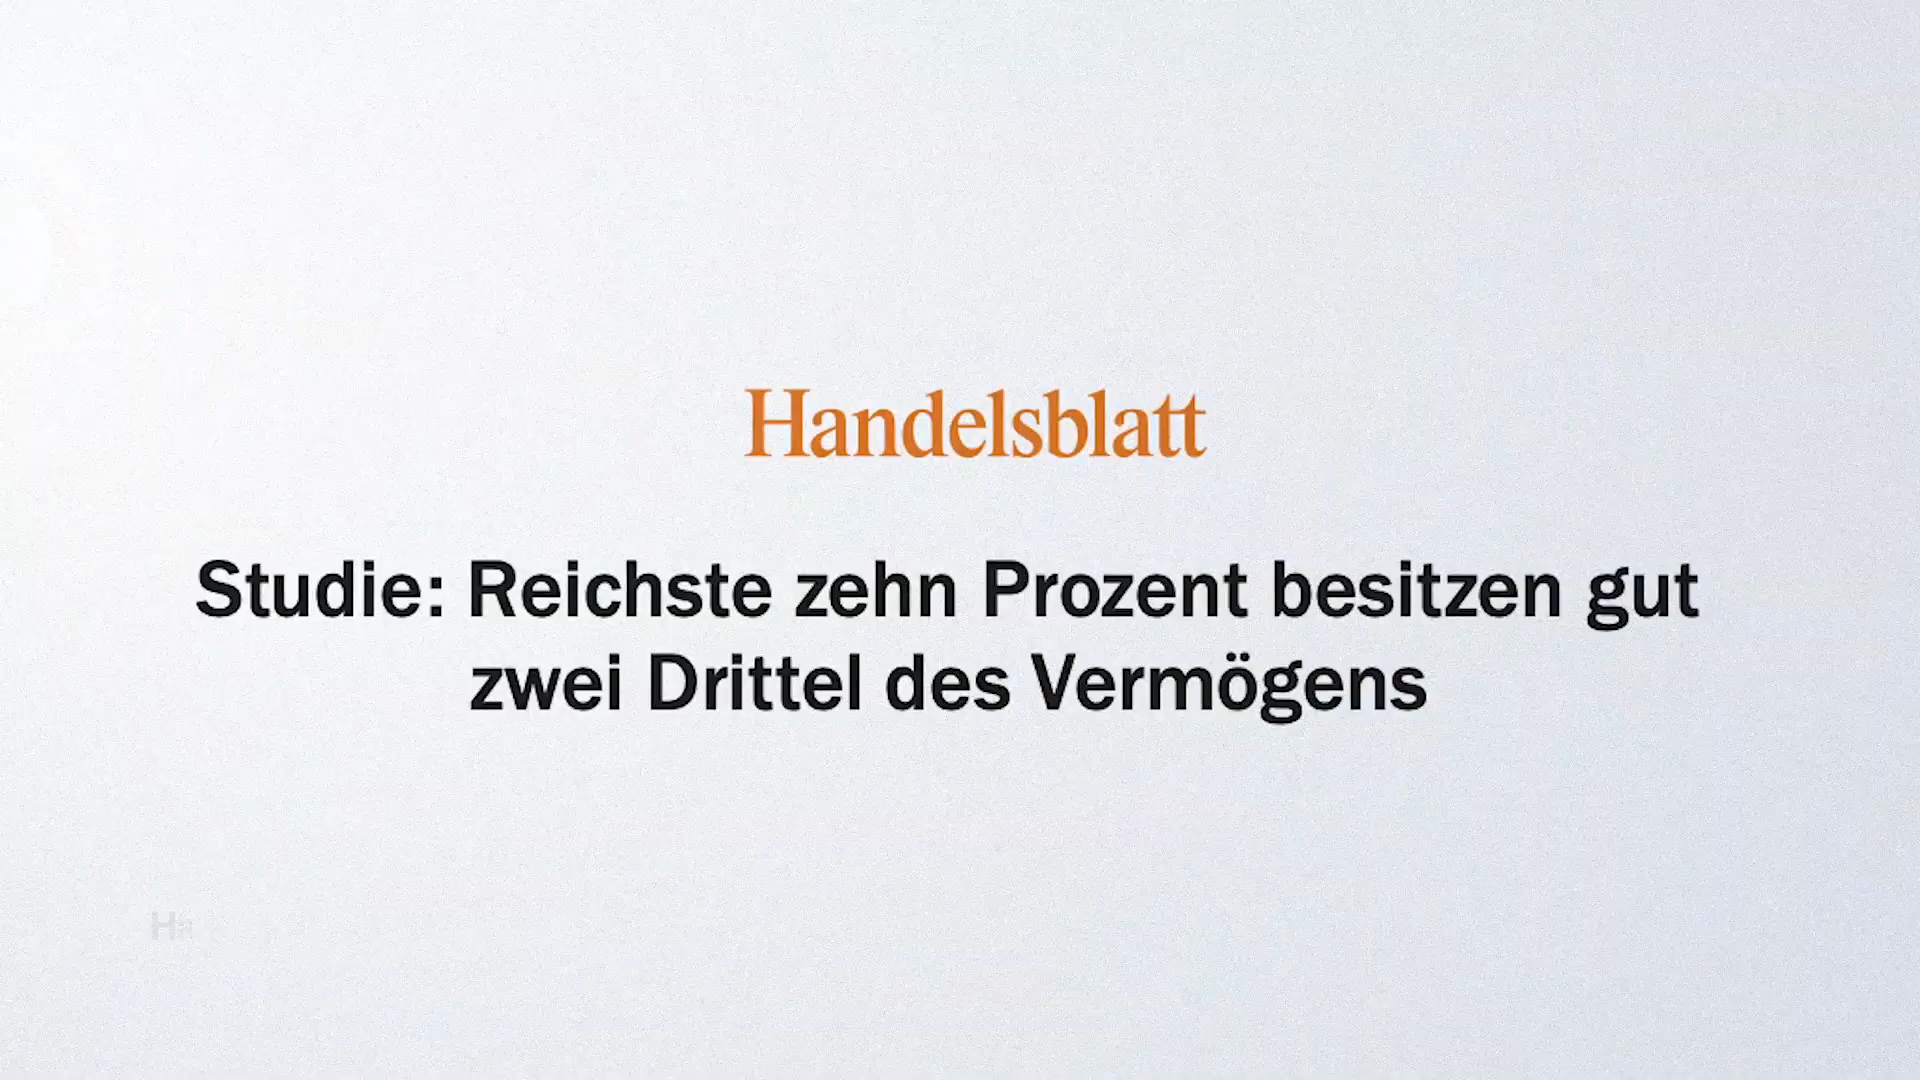 Handelsblatt
Studie: Reichste zehn Prozent besitzen gut
zwei Drittel des Vermögens